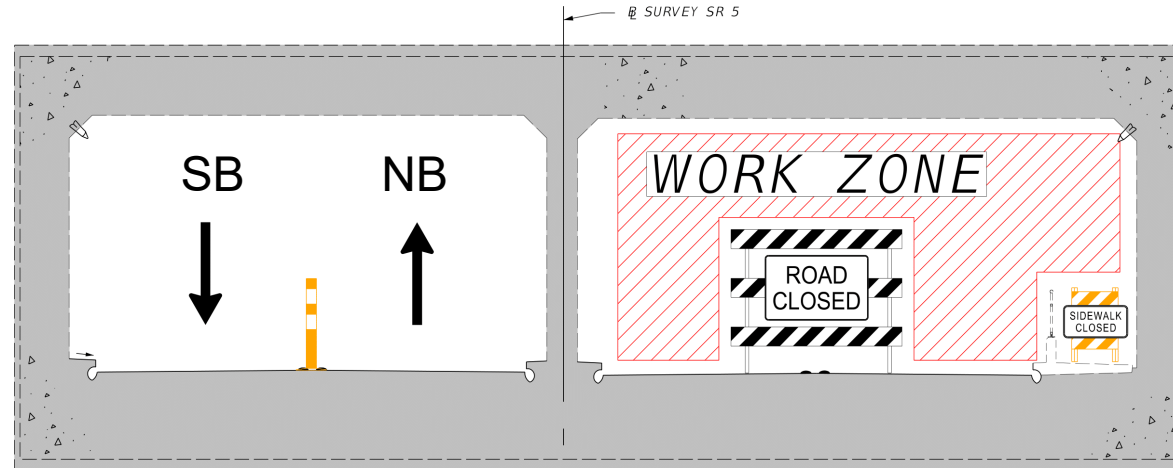 ℄ SURVEY SR 5
SB
NB
WORK ZONE
ROAD
CLOSED
SIDEWALK
CLOSED